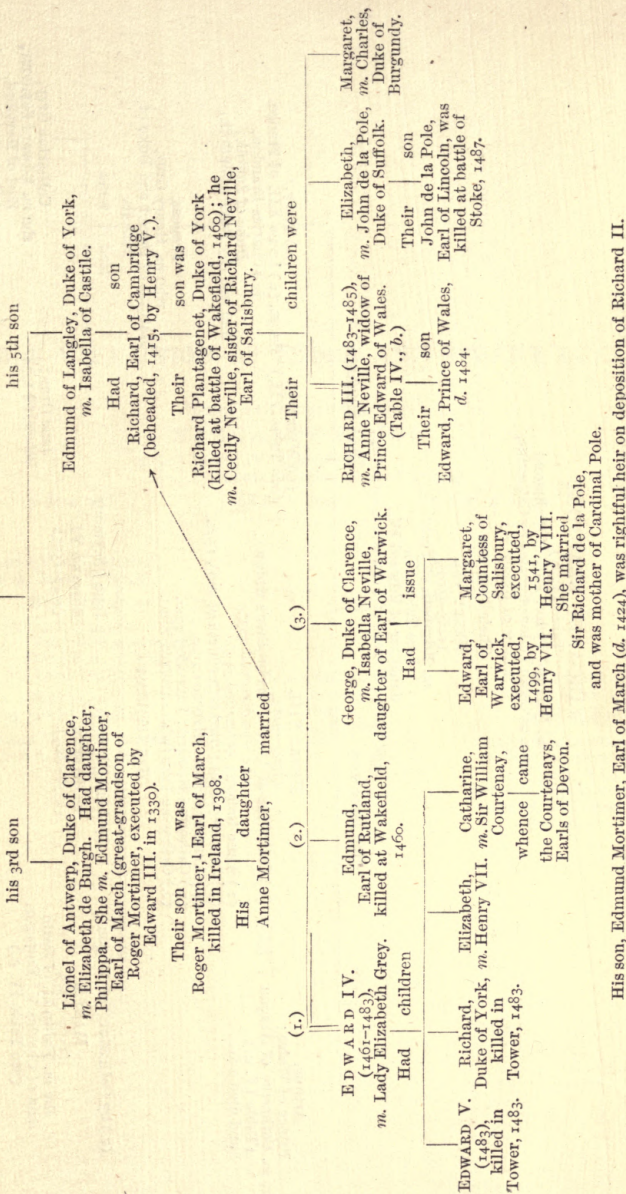 his 3rd son
his 5th son
Lionel of Antwerp, Duke of Clarence,
m. Elizabeth de Burgh. Had daughter,
Philippa. She m. Edmund Mortimer,
Earl of March (great-grandson of
Roger Mortimer, executed by
Edward III. in 1330).
Their son was
Roger Mortimer,¹ Earl of March,
killed in Ireland, 1398.
His daughter
Anne Mortimer, married
Edmund of Langley, Duke of York,
m. Isabella of Castile.
Had son
Richard, Earl of Cambridge
(beheaded, 1415, by Henry V.).
Their son was
Richard Plantagenet, Duke of York
(killed at battle of Wakefield, 1460); he
m. Cecily Neville, sister of Richard Neville,
Earl of Salisbury.
Their children were
(1.)
EDWARD IV.
(1461–1483),
m. Lady Elizabeth Grey.
Had children
EDWARD V.
(1483),
killed in
Tower, 1483.
Richard,
Duke of York,
killed in
Tower, 1483.
Elizabeth,
m. Henry VII.
Catharine,
m. Sir William
Courtenay,
whence came
the Courtenays,
Earls of Devon.
(2.)
Edmund,
Earl of Rutland,
killed at Wakefield,
1460.
(3.)
George, Duke of Clarence,
m. Isabella Neville,
daughter of Earl of Warwick.
Had issue
Edward,
Earl of
Warwick,
executed,
1499, by
Henry VII.
Margaret,
Countess of
Salisbury,
executed,
1541, by
Henry VIII.
She married
Sir Richard de la Pole,
and was mother of Cardinal Pole.
RICHARD III. (1483–1485),
m. Anne Neville, widow of
Prince Edward of Wales.
(Table IV., b.)
Their son
Edward, Prince of Wales,
d. 1484.
Elizabeth,
m. John de la Pole,
Duke of Suffolk.
Their son
John de la Pole,
Earl of Lincoln, was
killed at battle of
Stoke, 1487.
Margaret,
m. Charles,
Duke of
Burgundy.
His son, Edmund Mortimer, Earl of March (d. 1424), was rightful heir on deposition of Richard II.